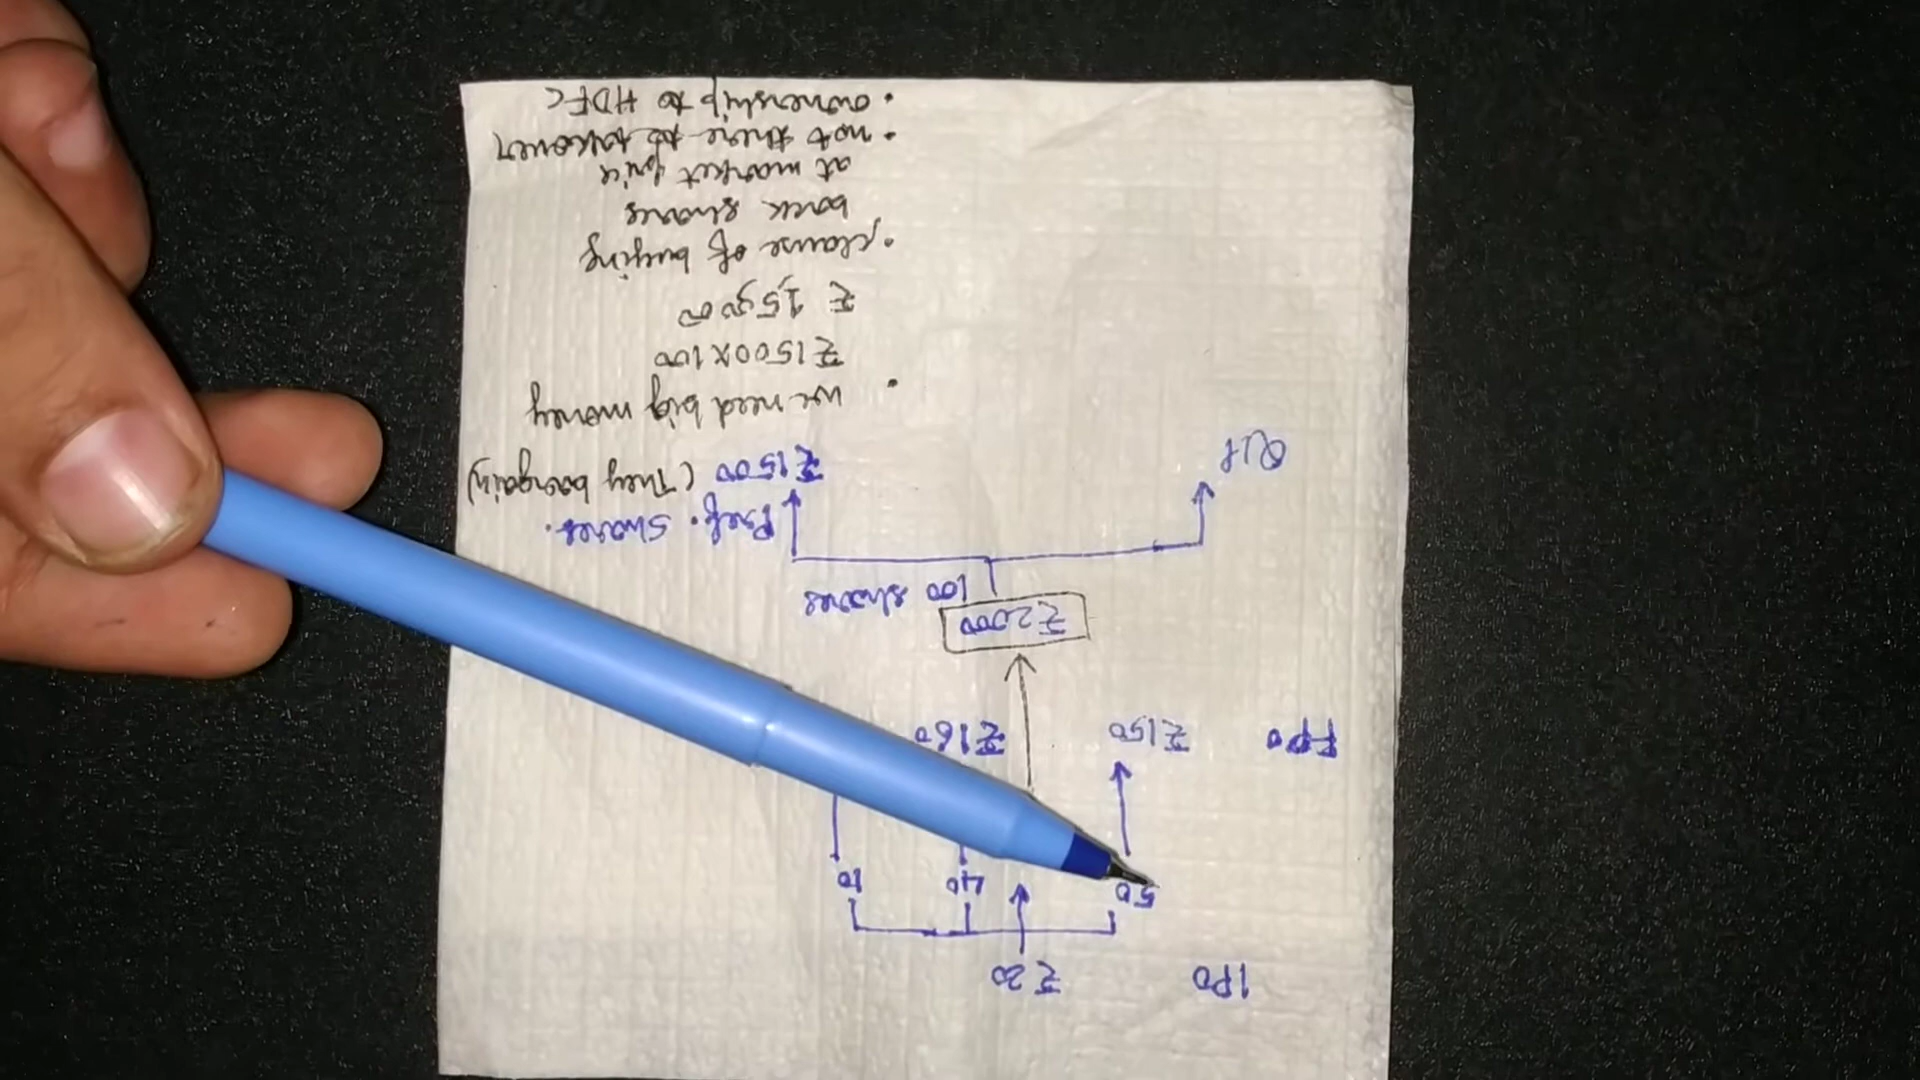 IPO ₹20
50 40 10
FPO ₹150 ₹160
₹2000
100 shares
QIP
Pref. Shares.
₹1500 (They bargain)
• we need big money
₹1500×100
₹
• clause of buying
back shares
at market price
• not there to takeover
• ownership to HDFC